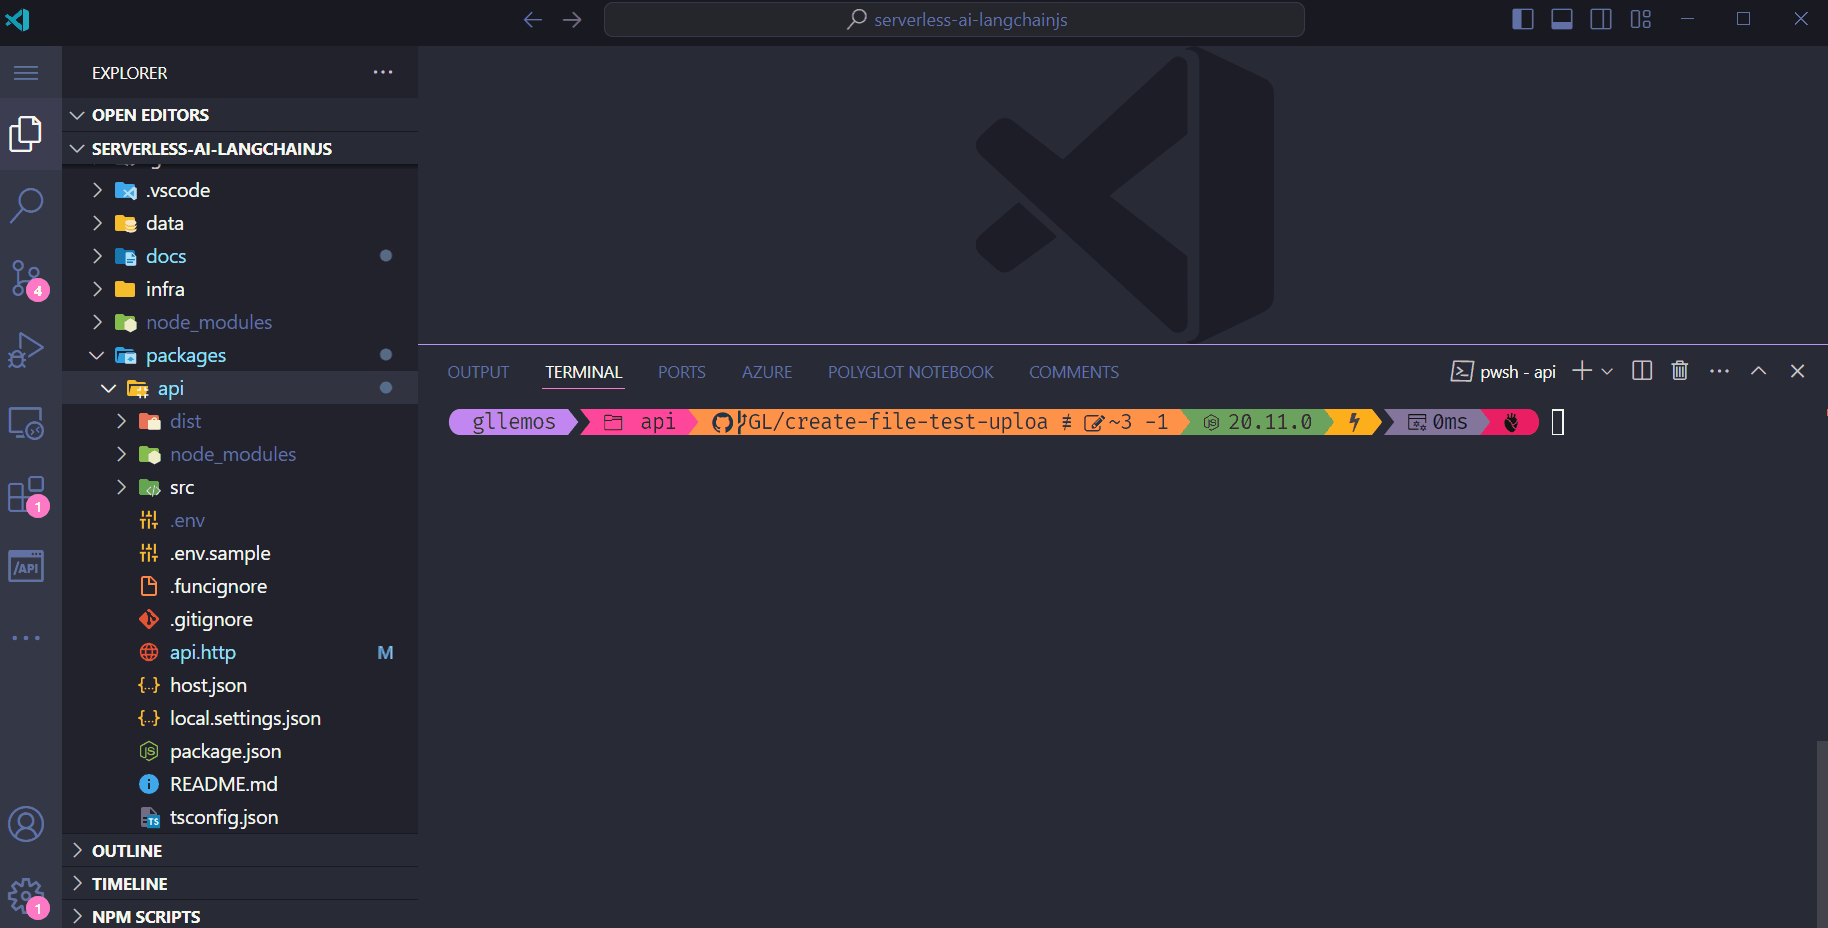 serverless-ai-langchainjs
EXPLORER
OPEN EDITORS
SERVERLESS-AI-LANGCHAINJS
.vscode
data
docs
infra
node_modules
packages
api
dist
node_modules
src
.env
.env.sample
.funcignore
.gitignore
api.http M
host.json
local.settings.json
package.json
README.md
tsconfig.json
OUTLINE
TIMELINE
NPM SCRIPTS
4
1
/API
1
OUTPUT TERMINAL PORTS AZURE POLYGLOT NOTEBOOK COMMENTS
pwsh - api
gllemos api GL/create-file-test-uploa ≢ ~3 -1 20.11.0 0ms